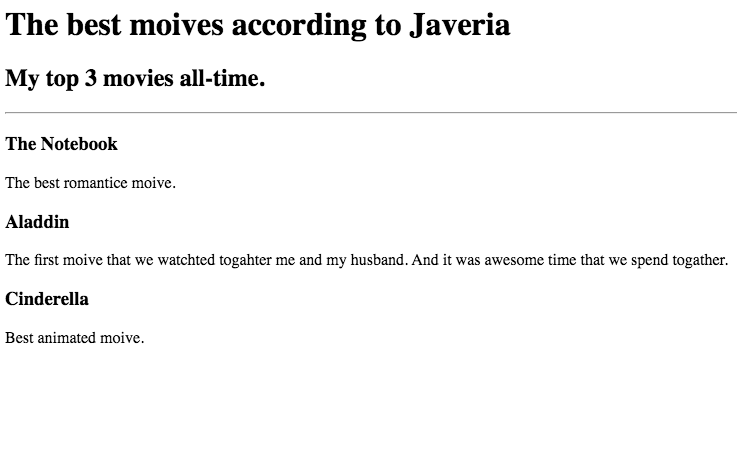 The best moives according to Javeria
My top 3 movies all-time.
The Notebook
The best romantice moive.
Aladdin
The first moive that we watchted togahter me and my husband. And it was awesome time that we spend togather.
Cinderella
Best animated moive.